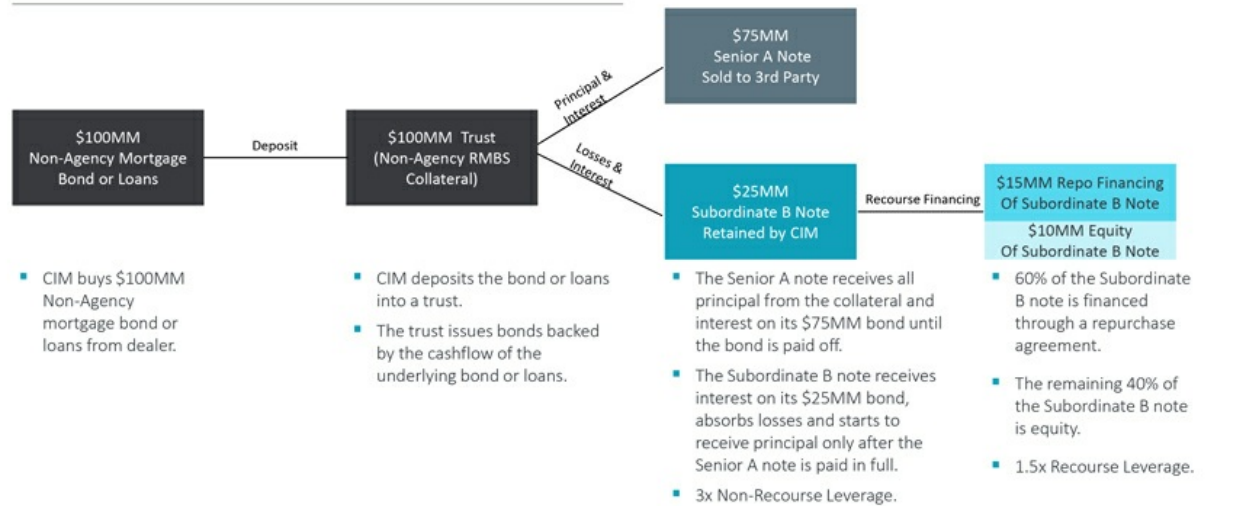 $100MM
Non-Agency Mortgage
Bond or Loans
Deposit
$100MM Trust
(Non-Agency RMBS
Collateral)
Principal &
Interest
Losses &
Interest
$75MM
Senior A Note
Sold to 3rd Party
$25MM
Subordinate B Note
Retained by CIM
Recourse Financing
$15MM Repo Financing
Of Subordinate B Note
$10MM Equity
Of Subordinate B Note
▪ CIM buys $100MM
Non-Agency
mortgage bond or
loans from dealer.
▪ CIM deposits the bond or loans
into a trust.
▪ The trust issues bonds backed
by the cashflow of the
underlying bond or loans.
▪ The Senior A note receives all
principal from the collateral and
interest on its $75MM bond until
the bond is paid off.
▪ The Subordinate B note receives
interest on its $25MM bond,
absorbs losses and starts to
receive principal only after the
Senior A note is paid in full.
▪ 3x Non-Recourse Leverage.
▪ 60% of the Subordinate
B note is financed
through a repurchase
agreement.
▪ The remaining 40% of
the Subordinate B note
is equity.
▪ 1.5x Recourse Leverage.